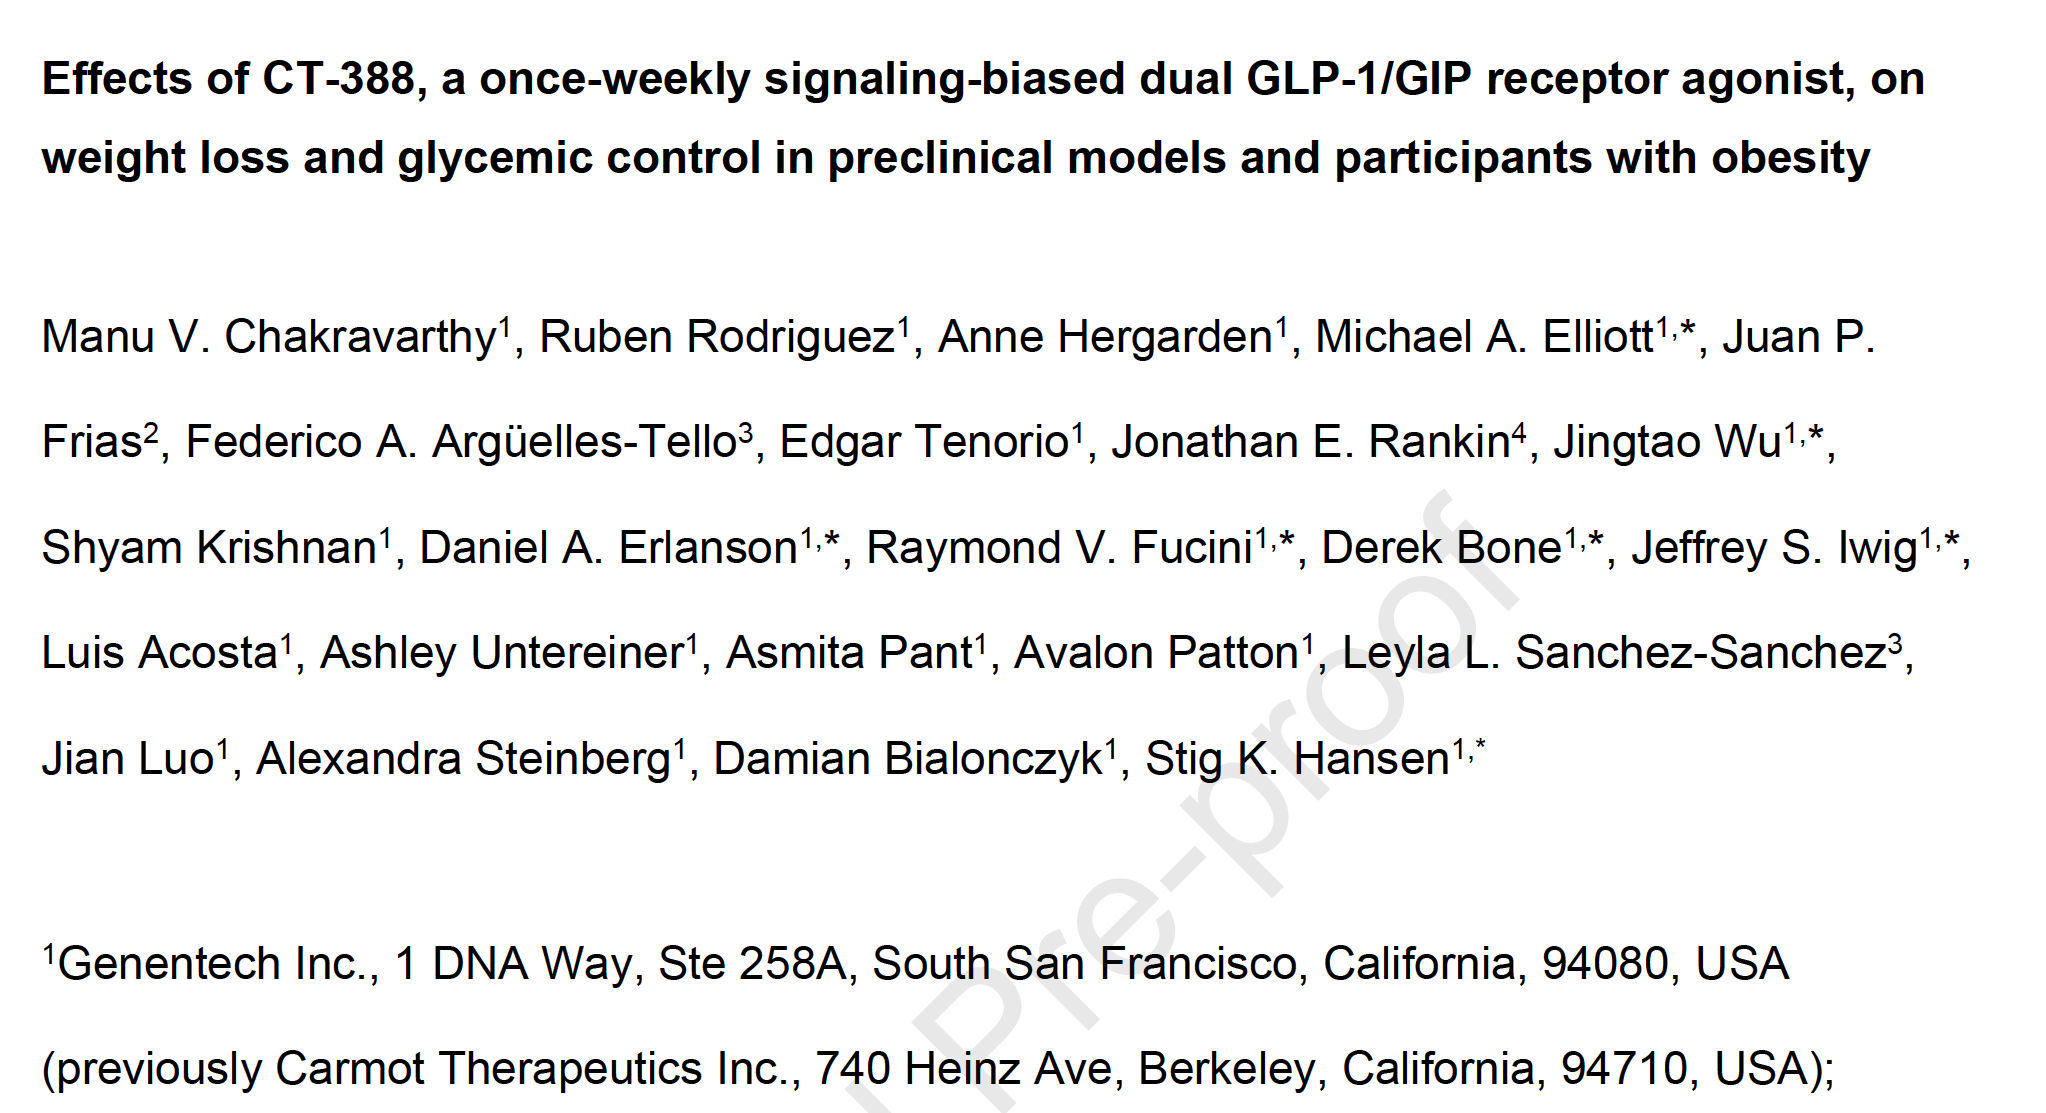 Effects of CT-388, a once-weekly signaling-biased dual GLP-1/GIP receptor agonist, on
weight loss and glycemic control in preclinical models and participants with obesity
Manu V. Chakravarthy¹, Ruben Rodriguez¹, Anne Hergarden¹, Michael A. Elliott¹,*, Juan P.
Frias², Federico A. Argüelles-Tello³, Edgar Tenorio¹, Jonathan E. Rankin⁴, Jingtao Wu¹,*,
Shyam Krishnan¹, Daniel A. Erlanson¹,*, Raymond V. Fucini¹,*, Derek Bone¹,*, Jeffrey S. Iwig¹,*,
Luis Acosta¹, Ashley Untereiner¹, Asmita Pant¹, Avalon Patton¹, Leyla L. Sanchez-Sanchez³,
Jian Luo¹, Alexandra Steinberg¹, Damian Bialonczyk¹, Stig K. Hansen¹,*
¹Genentech Inc., 1 DNA Way, Ste 258A, South San Francisco, California, 94080, USA
(previously Carmot Therapeutics Inc., 740 Heinz Ave, Berkeley, California, 94710, USA);
Pre-proof